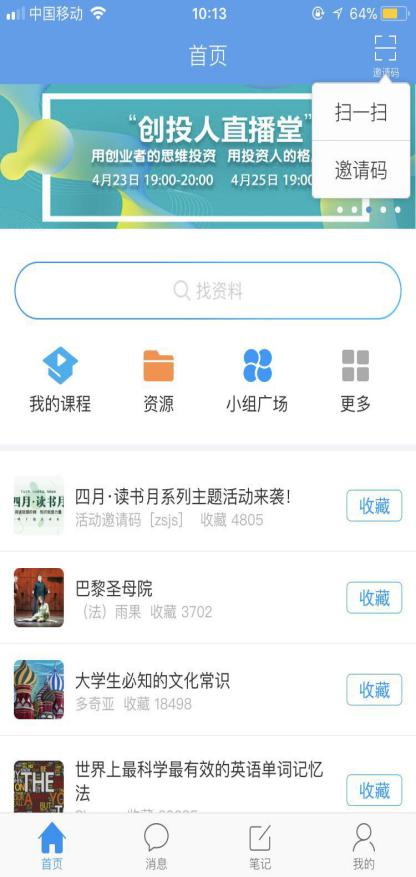 中国移动
10:13
64%
首页
邀请码
扫一扫
邀请码
“创投人直播堂”
用创业者的思维投资 用投资人的格
4月23日 19:00-20:00 4月25日 19:00
找资料
我的课程
资源
小组广场
更多
四月·读书月
四月·读书月系列主题活动来袭！
活动邀请码［zsjs］ 收藏 4805
收藏
巴黎圣母院
（法）雨果 收藏 3702
收藏
大学生必知的文化常识
多奇亚 收藏 18498
收藏
THE
世界上最科学最有效的英语单词记忆
法
收藏
首页
消息
笔记
我的